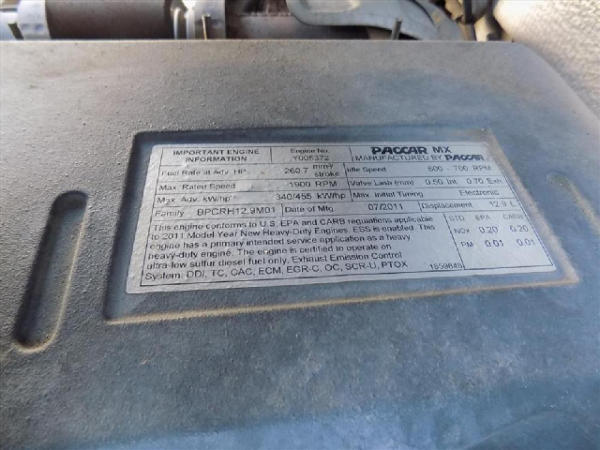 IMPORTANT ENGINE INFORMATION
Engine No. Y005372
PACCAR MX
MANUFACTURED BY PACCAR
Fuel Rate at Adv. HP 260.7 mm³/ stroke
Idle Speed 600 - 700 RPM
Max. Rated Speed 1900 RPM
Valve Lash (mm) 0.50 Int. 0.70 Exh.
Max. Adv. kW/hp 340/455 kW/hp
Max. Initial Timing Electronic
Family BPCRH12.9M01
Date of Mfg. 07/2011
Displacement 12.9 L
This engine conforms to U.S. EPA and CARB regulations applicable
to 2011 Model Year New Heavy-Duty Engines. ESS is enabled. This
engine has a primary intended service application as a heavy
heavy-duty engine. The engine is certified to operate on
ultra-low sulfur diesel fuel only. Exhaust Emission Control
System: DDI, TC, CAC, ECM, EGR-C, OC, SCR-U, PTOX
1859848
STD EPA CARB
NOX 0.20 0.20
PM 0.01 0.01